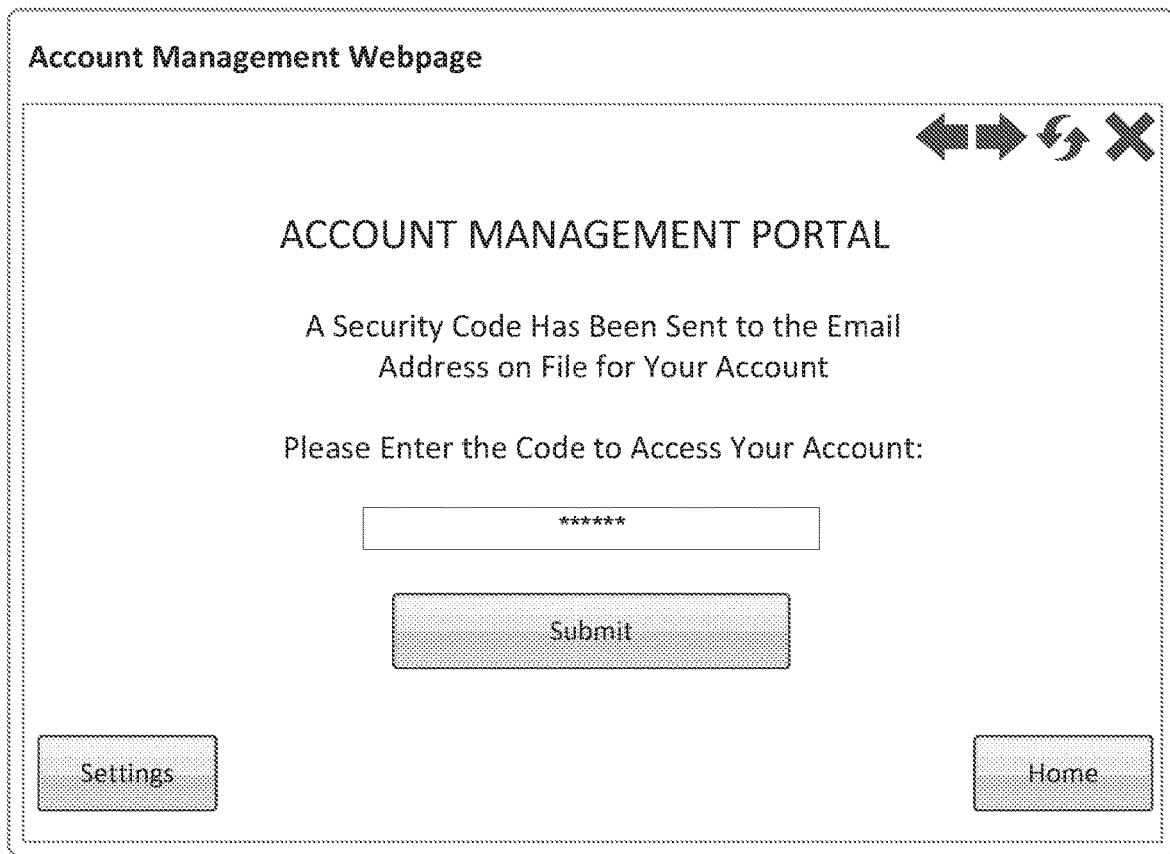 Account Management Webpage
ACCOUNT MANAGEMENT PORTAL
A Security Code Has Been Sent to the Email
Address on File for Your Account
Please Enter the Code to Access Your Account:
******
Submit
Settings
Home